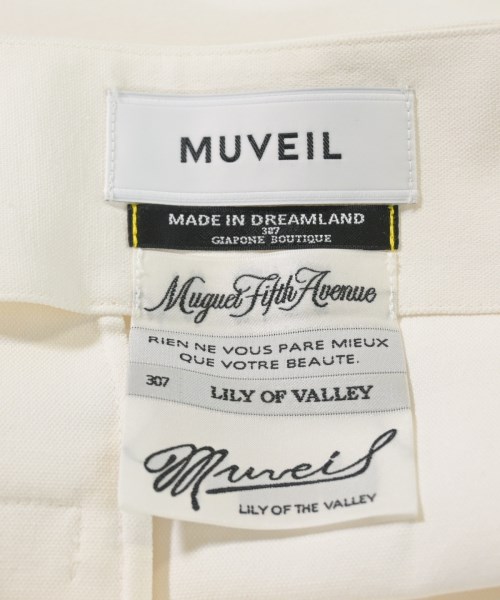 MUVEIL
MADE IN DREAMLAND
307
GIAPONE BOUTIQUE
Muguet Fifth Avenue
RIEN NE VOUS PARE MIEUX
QUE VOTRE BEAUTE.
307 LILY OF VALLEY
Muveil
LILY OF THE VALLEY